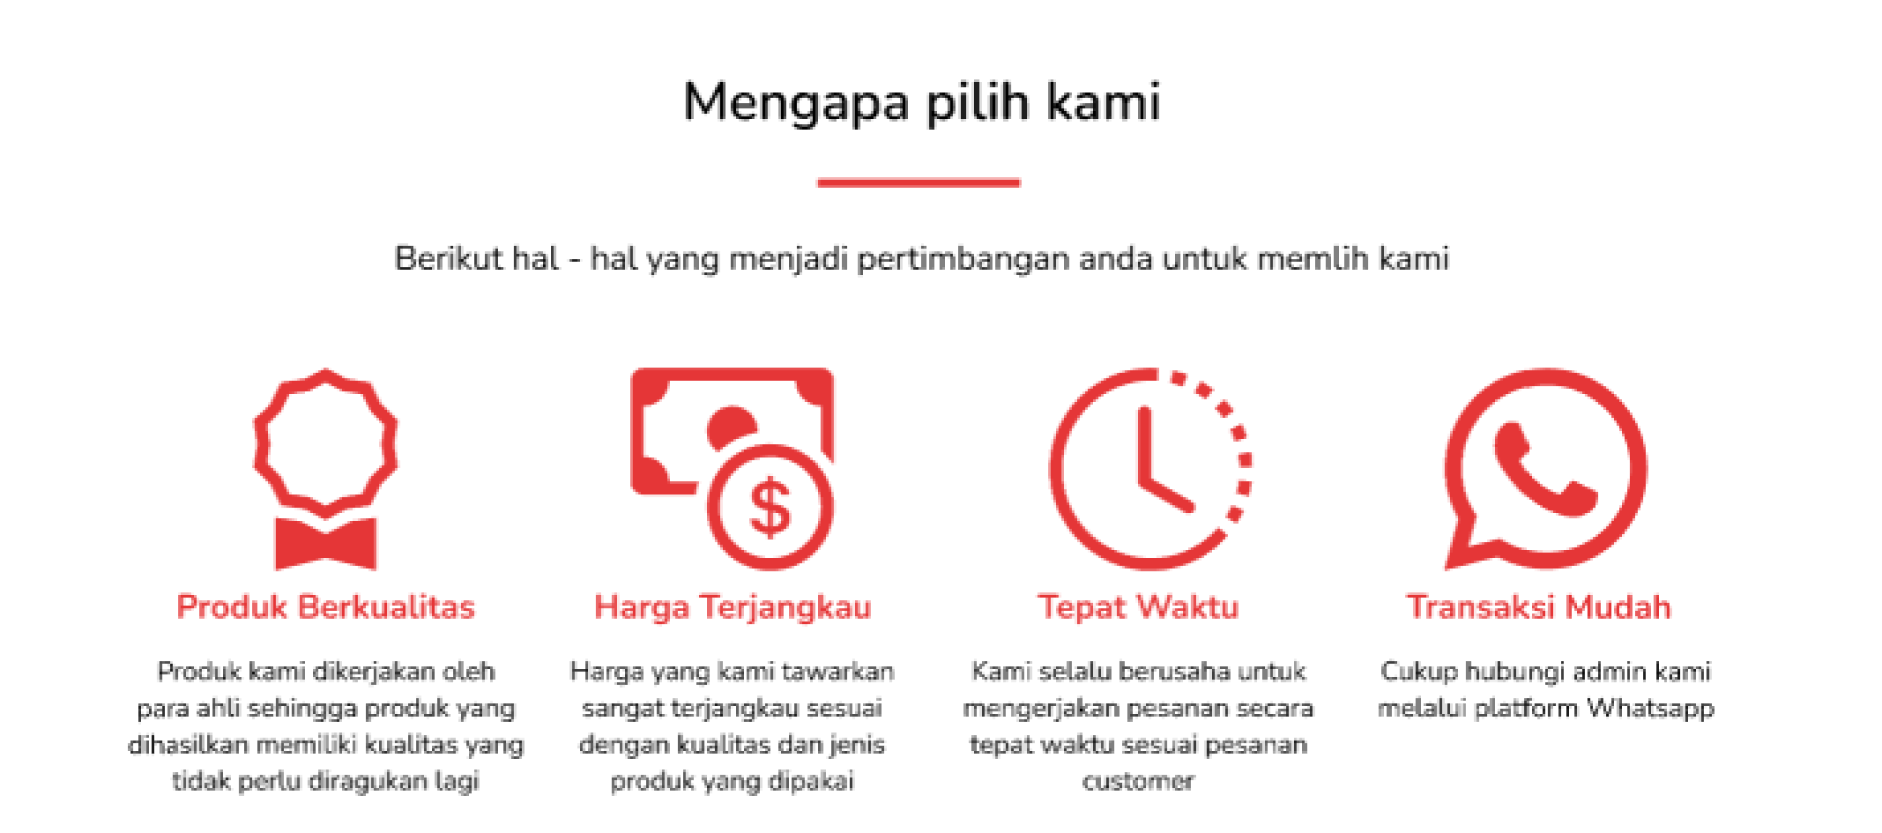 Mengapa pilih kami
Berikut hal - hal yang menjadi pertimbangan anda untuk memlih kami
$
Produk Berkualitas
Produk kami dikerjakan oleh
para ahli sehingga produk yang
dihasilkan memiliki kualitas yang
tidak perlu diragukan lagi
Harga Terjangkau
Harga yang kami tawarkan
sangat terjangkau sesuai
dengan kualitas dan jenis
produk yang dipakai
Tepat Waktu
Kami selalu berusaha untuk
mengerjakan pesanan secara
tepat waktu sesuai pesanan
customer
Transaksi Mudah
Cukup hubungi admin kami
melalui platform Whatsapp